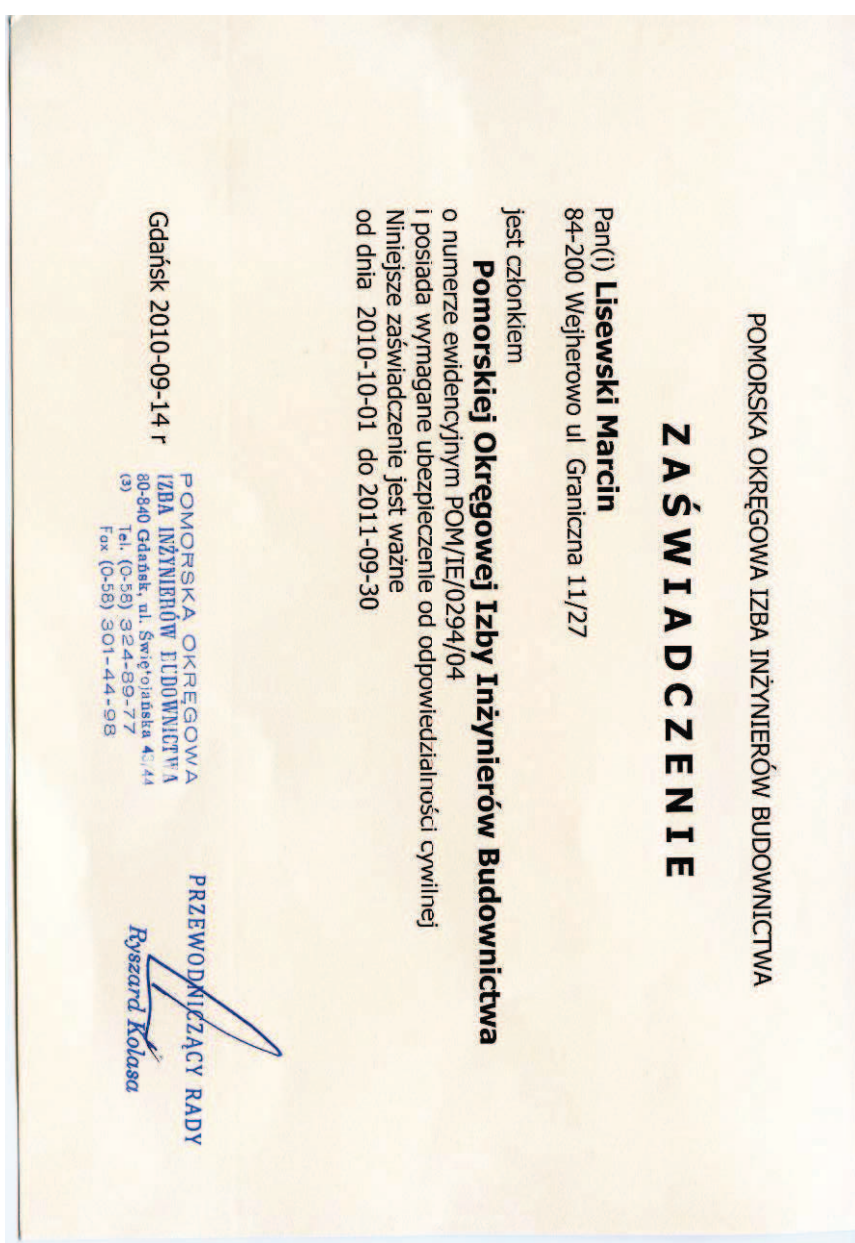 POMORSKA OKRĘGOWA IZBA INŻYNIERÓW BUDOWNICTWA
ZAŚWIADCZENIE
Pan(i) Lisewski Marcin
84-200 Wejherowo ul Graniczna 11/27
jest członkiem
Pomorskiej Okręgowej Izby Inżynierów Budownictwa
o numerze ewidencyjnym POM/IE/0294/04
i posiada wymagane ubezpieczenie od odpowiedzialności cywilnej
Niniejsze zaświadczenie jest ważne
od dnia 2010-10-01 do 2011-09-30
Gdańsk 2010-09-14 r
POMORSKA OKRĘGOWA
IZBA INŻYNIERÓW BUDOWNICTWA
80-840 Gdańsk, ul. Świętojańska 43/44
(3) Tel. (0-58) 324-89-77
Fax (0-58) 301-44-98
PRZEWODNICZĄCY RADY
Ryszard Kolasa